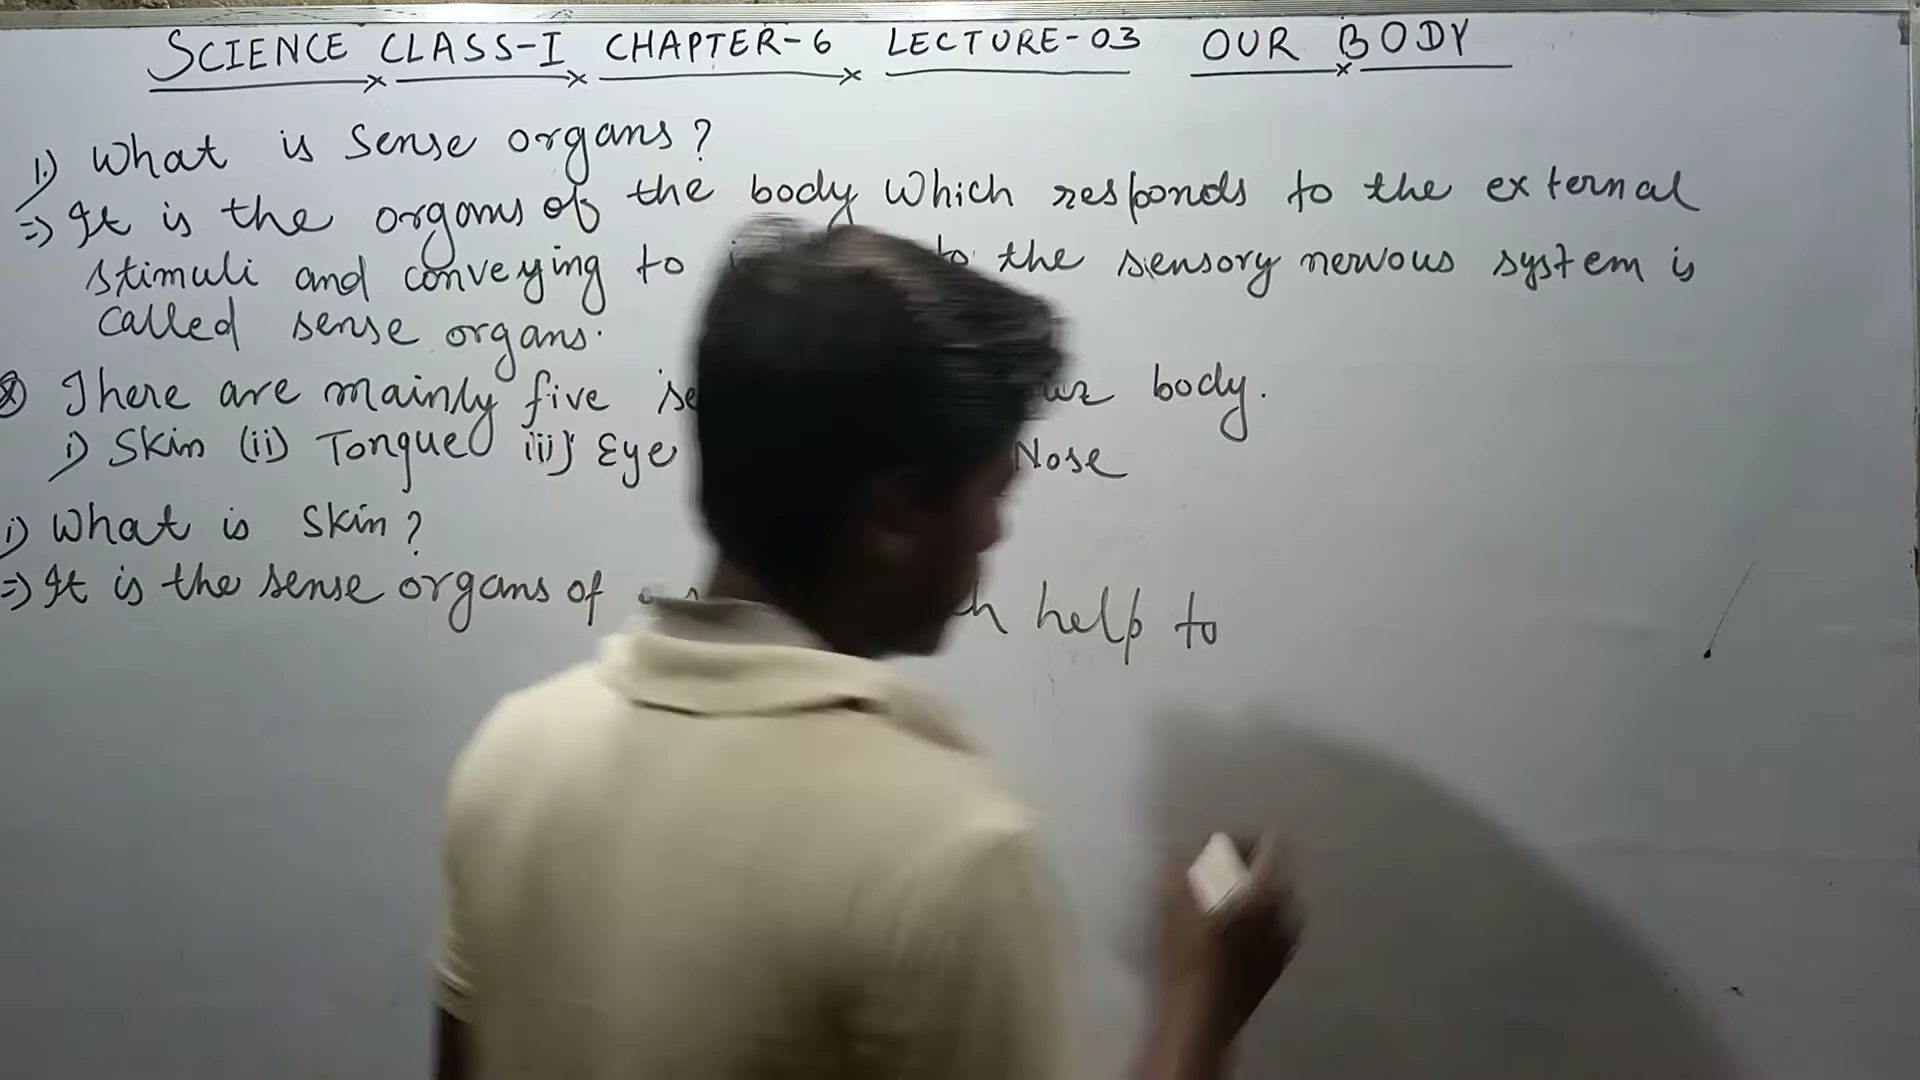 SCIENCE CLASS-I CHAPTER-6 LECTURE-03 OUR BODY
1.) What is Sense organs?
=> It is the organs of the body which responds to the external
stimuli and conveying to the sensory nervous system is
called sense organs.
There are mainly five body.
i) Skin (ii) Tongue iii) Eye Nose
i) What is Skin?
=> It is the sense organs of help to